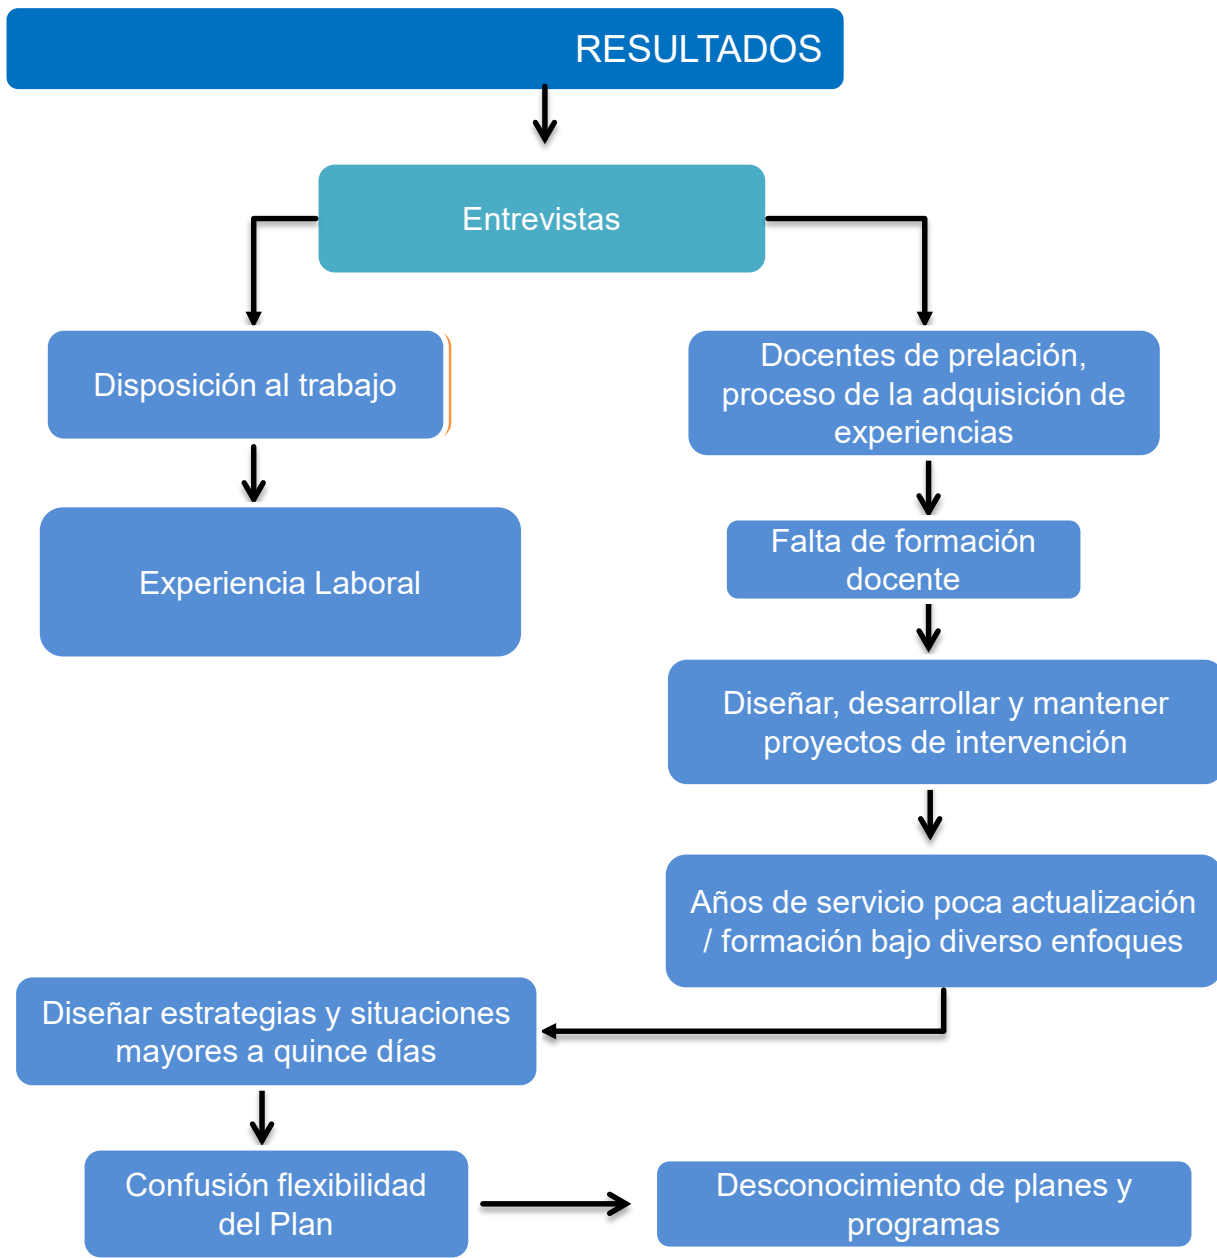 RESULTADOS
Entrevistas
Disposición al trabajo
Experiencia Laboral
Docentes de prelación,
proceso de la adquisición de
experiencias
Falta de formación
docente
Diseñar, desarrollar y mantener
proyectos de intervención
Años de servicio poca actualización
/ formación bajo diverso enfoques
Diseñar estrategias y situaciones
mayores a quince días
Confusión flexibilidad
del Plan
Desconocimiento de planes y
programas